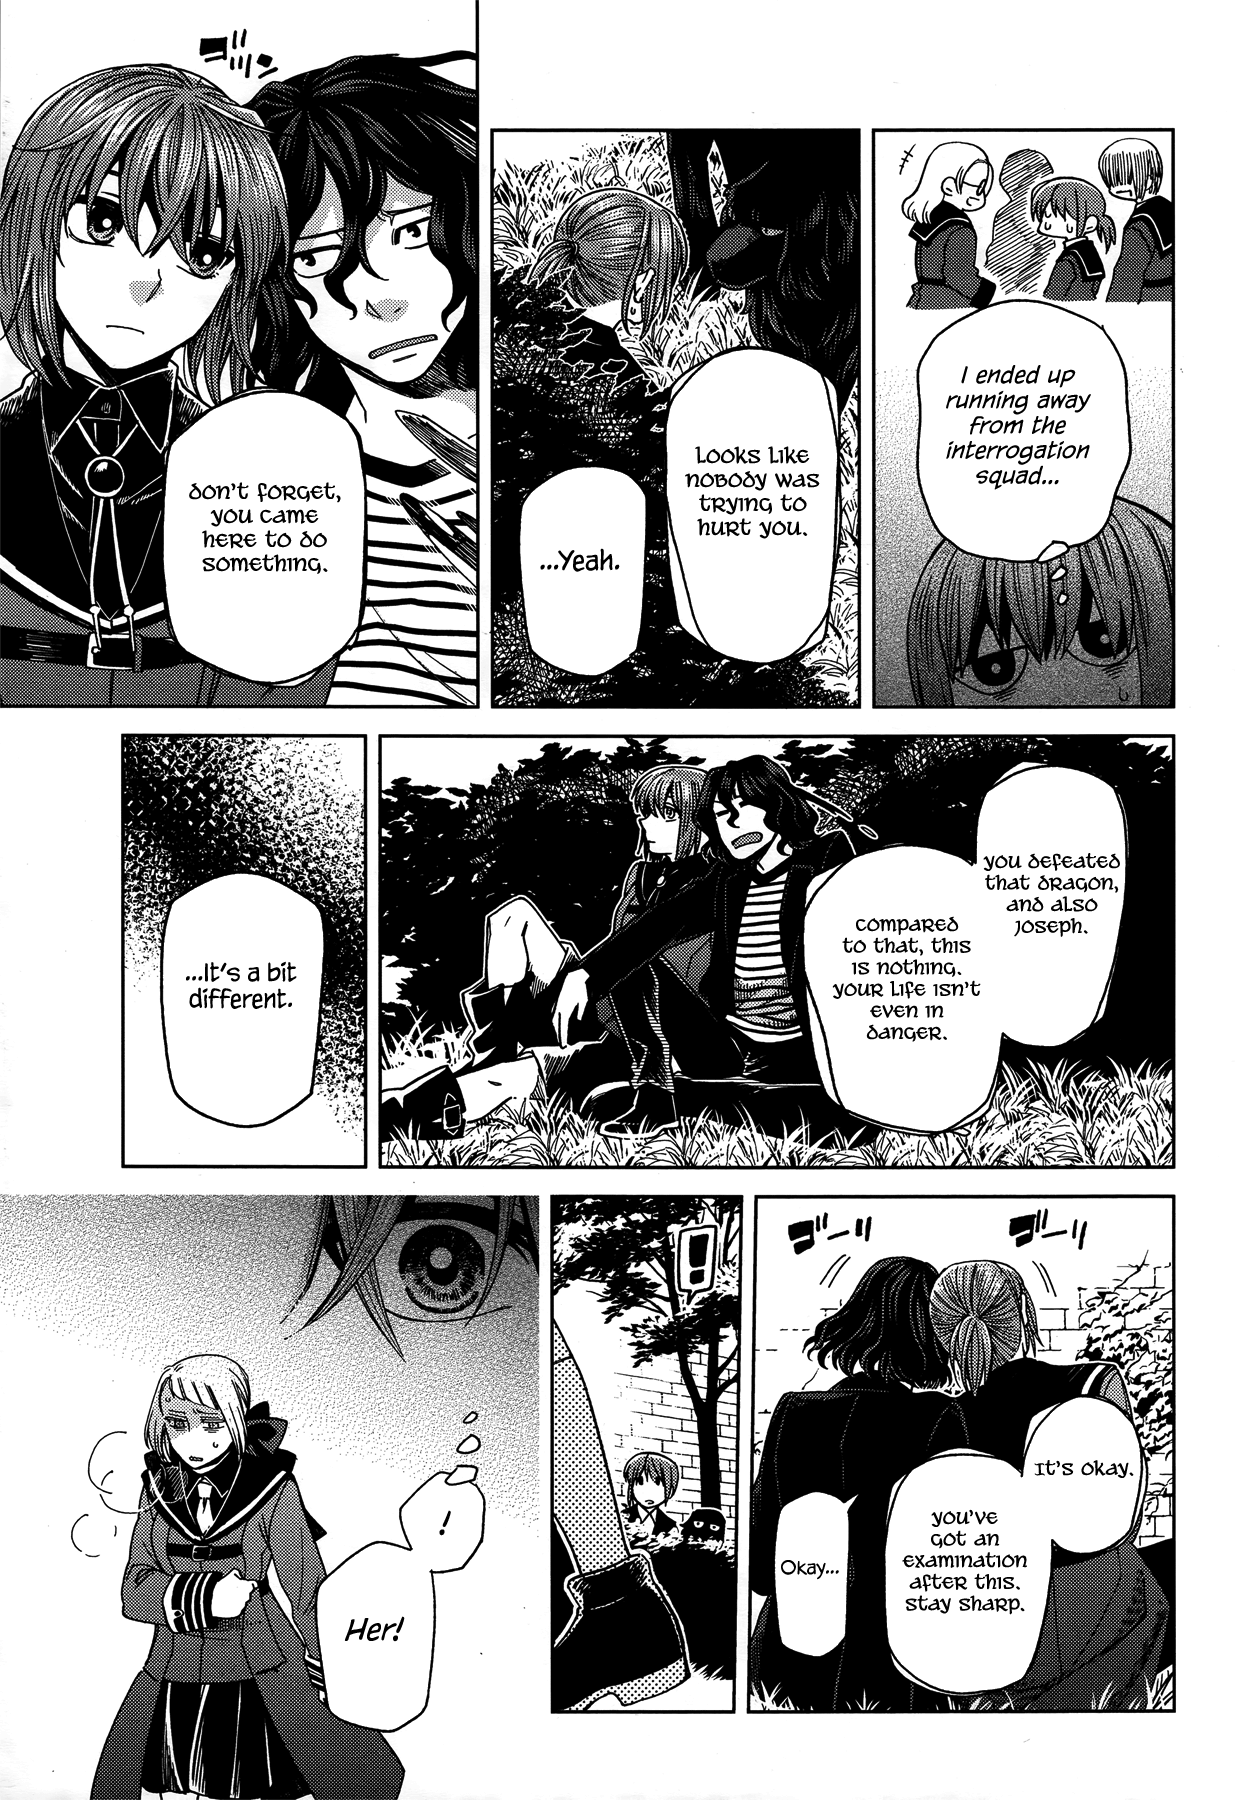 I ended up
running away
from the
interrogation
squad...
Looks like
nobody was
trying to
hurt you.
...Yeah.
ゴツン
Don't forget,
you came
here to do
something.
You defeated
that dragon,
and also
Joseph.
Compared
to that, this
is nothing.
Your life isn't
even in
danger.
...It's a bit
different.
ゴーリ
ゴーリ
It's okay.
You've
got an
examination
after this.
Stay sharp.
Okay...
!
!
Her!